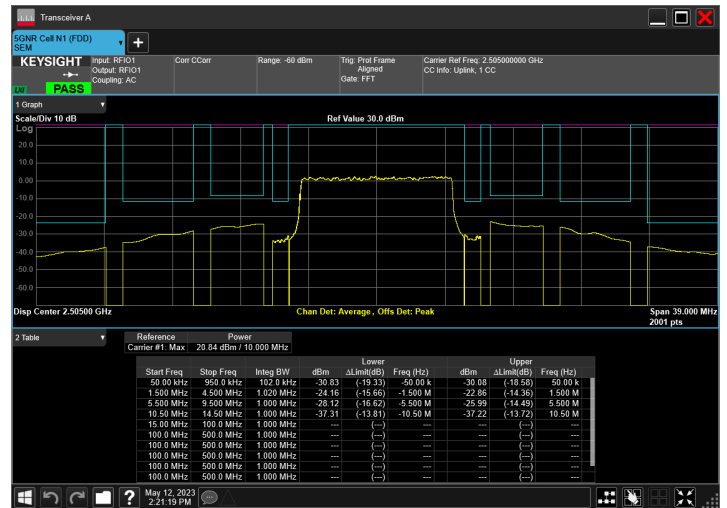 Transceiver A
5GNR Cell N1 (FDD)
SEM
KEYSIGHT
Input: RFIO1
Output: RFIO1
Coupling: AC
Corr CCorr
Range: -60 dBm
Trig: Prot Frame
Aligned
Gate: FFT
Carrier Ref Freq: 2.505000000 GHz
CC Info: Uplink, 1 CC
LXI PASS
1 Graph
Scale/Div 10 dB Ref Value 30.0 dBm
Log
20.0
10.0
0.00
-10.0
-20.0
-30.0
-40.0
-50.0
-60.0
Disp Center 2.50500 GHz Chan Det: Average, Offs Det: Peak Span 39.000 MHz
2001 pts
2 Table
Reference Power
Carrier #1: Max 20.84 dBm / 10.000 MHz
Lower Upper
Start Freq Stop Freq Integ BW dBm ΔLimit(dB) Freq (Hz) dBm ΔLimit(dB) Freq (Hz)
50.00 kHz 950.0 kHz 102.0 kHz -30.83 (-19.33) -50.00 k -30.08 (-18.58) 50.00 k
1.500 MHz 4.500 MHz 1.020 MHz -24.16 (-15.66) -1.500 M -22.86 (-14.36) 1.500 M
5.500 MHz 9.500 MHz 1.000 MHz -28.12 (-16.62) -5.500 M -25.99 (-14.49) 5.500 M
10.50 MHz 14.50 MHz 1.000 MHz -37.31 (-13.81) -10.50 M -37.22 (-13.72) 10.50 M
15.00 MHz 100.0 MHz 1.000 MHz --- (---) --- --- (---) ---
100.0 MHz 500.0 MHz 1.000 MHz --- (---) --- --- (---) ---
100.0 MHz 500.0 MHz 1.000 MHz --- (---) --- --- (---) ---
100.0 MHz 500.0 MHz 1.000 MHz --- (---) --- --- (---) ---
100.0 MHz 500.0 MHz 1.000 MHz --- (---) --- --- (---) ---
100.0 MHz 500.0 MHz 1.000 MHz --- (---) --- --- (---) ---
? May 12, 2023
2:21:19 PM